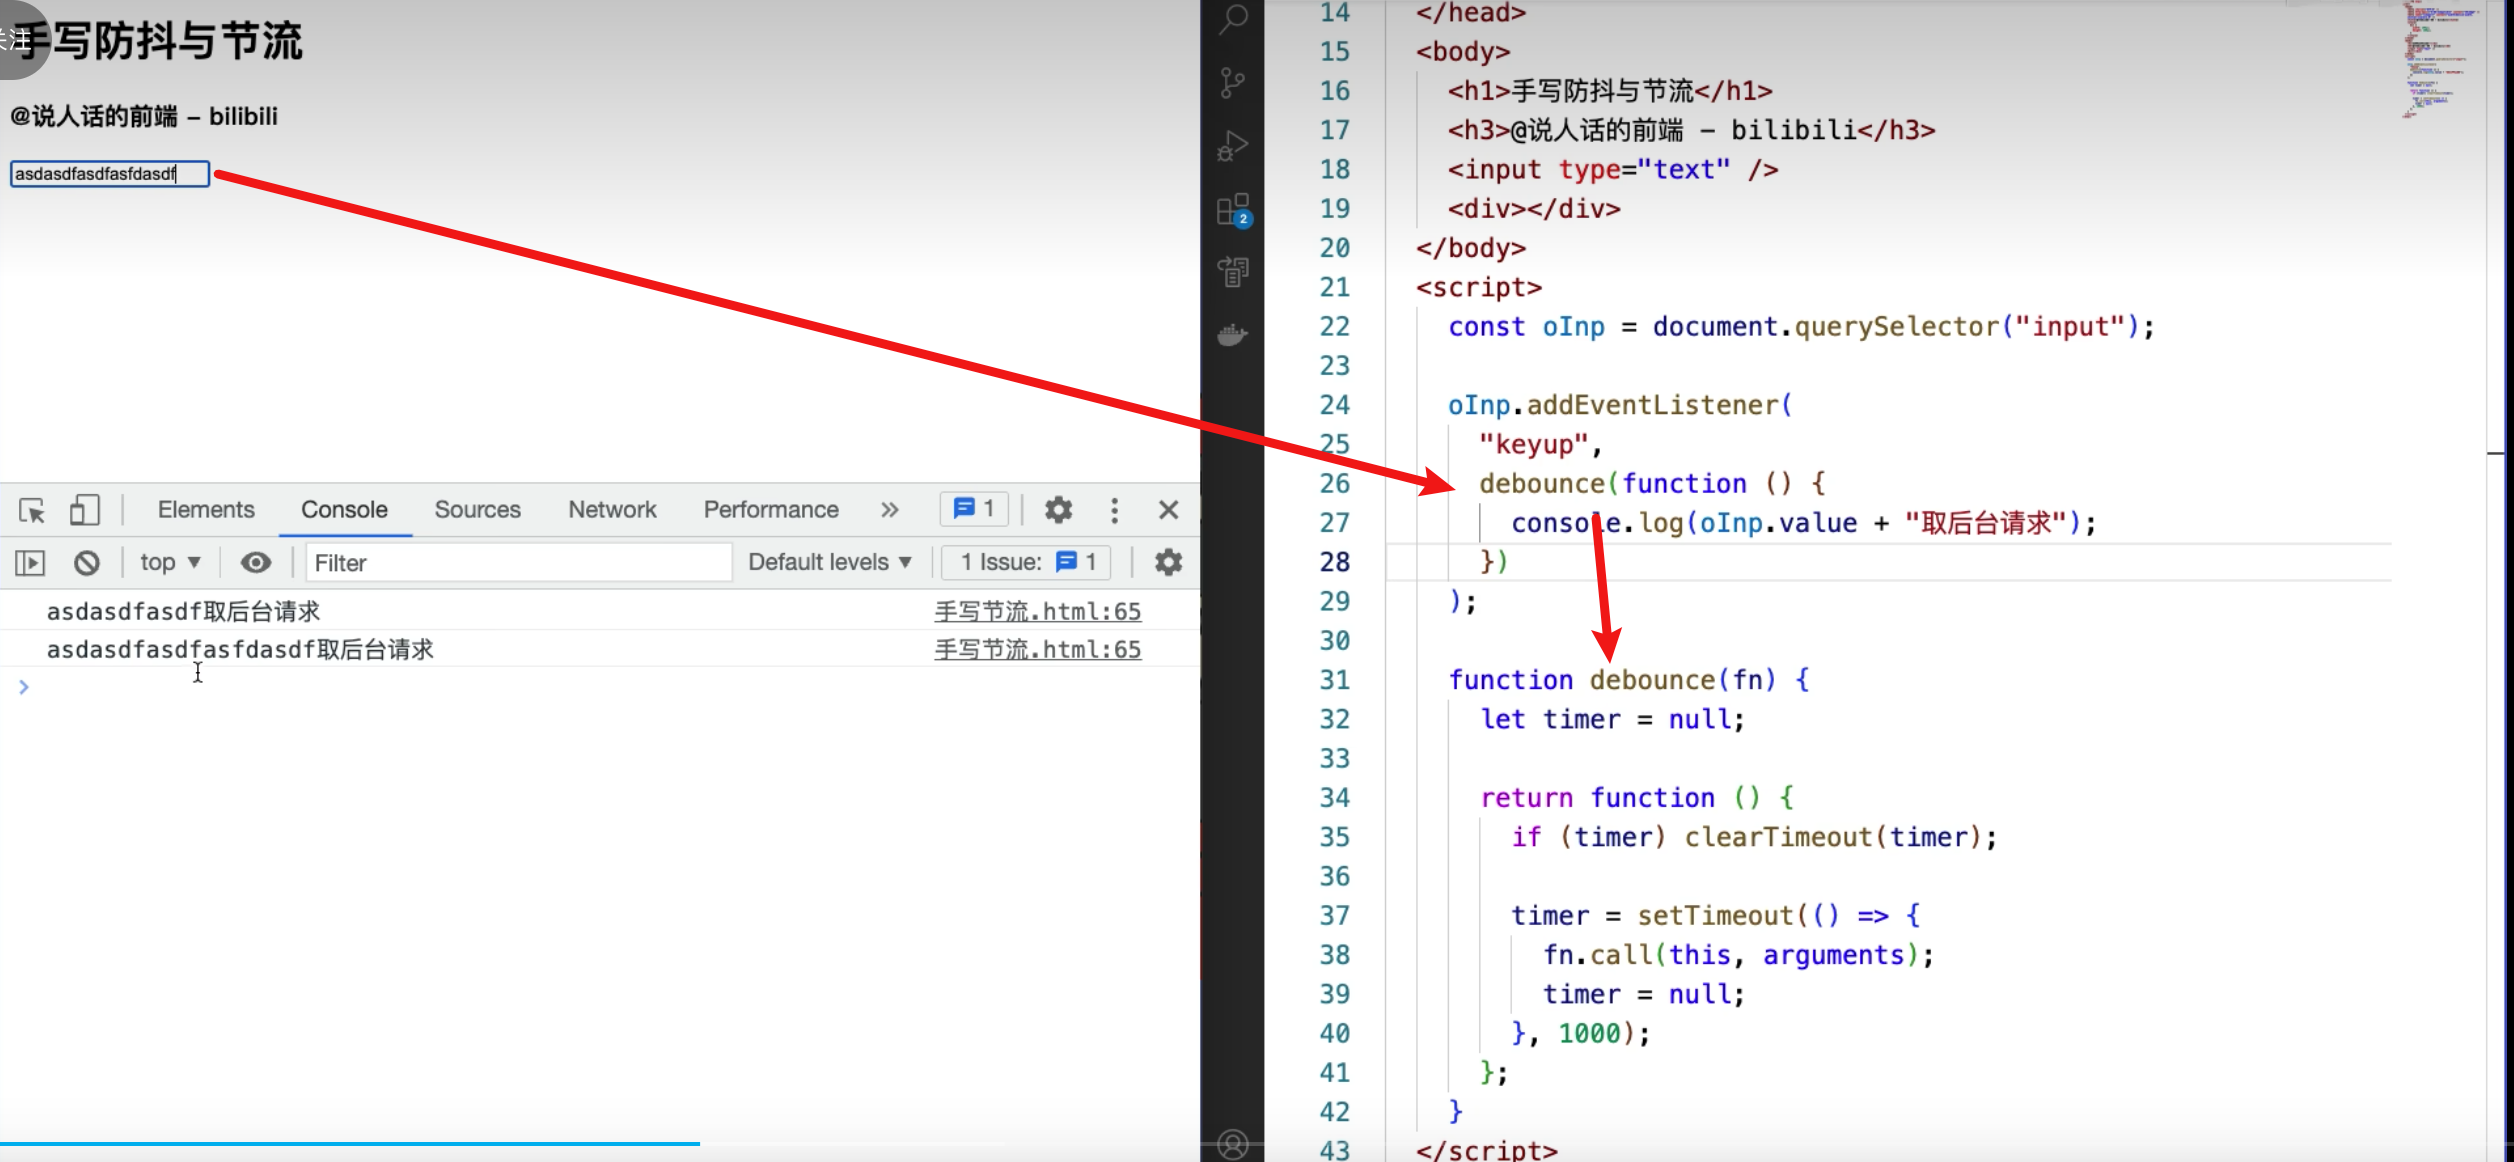 关注
手写防抖与节流
@说人话的前端 – bilibili
asdasdfasdfasfdasdf
Elements Console Sources Network Performance » 1
top ▼ Filter Default levels ▼ 1 Issue: 1
asdasdfasdf取后台请求 手写节流.html:65
asdasdfasdfasfdasdf取后台请求 手写节流.html:65
>
2
14 </head>
15 <body>
16 <h1>手写防抖与节流</h1>
17 <h3>@说人话的前端 – bilibili</h3>
18 <input type="text" />
19 <div></div>
20 </body>
21 <script>
22 const oInp = document.querySelector("input");
23
24 oInp.addEventListener(
25 "keyup",
26 debounce(function () {
27 console.log(oInp.value + "取后台请求");
28 })
29 );
30
31 function debounce(fn) {
32 let timer = null;
33
34 return function () {
35 if (timer) clearTimeout(timer);
36
37 timer = setTimeout(() => {
38 fn.call(this, arguments);
39 timer = null;
40 }, 1000);
41 };
42 }
43 </script>